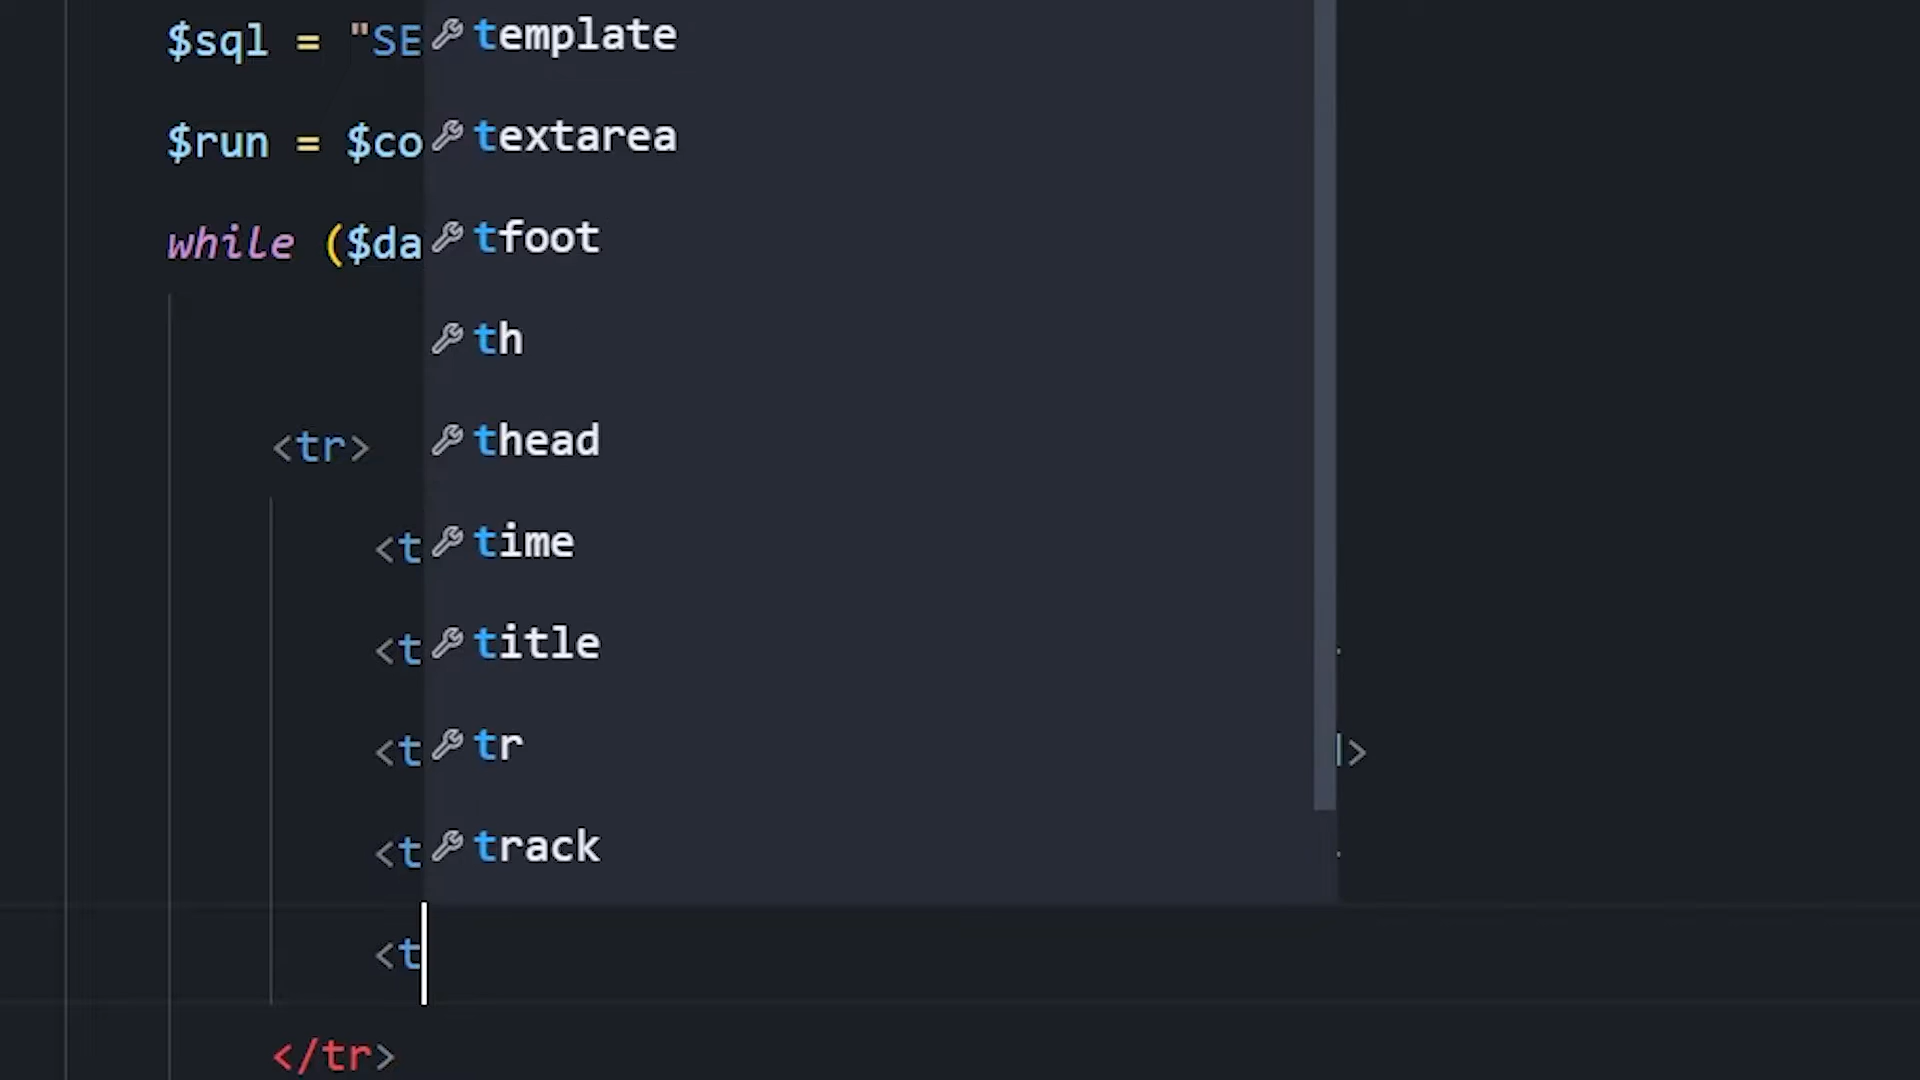 $sql = "SE
template
$run = $co
textarea
while ($da
tfoot
th
<tr>
thead
<t
time
<t
title
<t
tr
>
<t
track
<t
</tr>